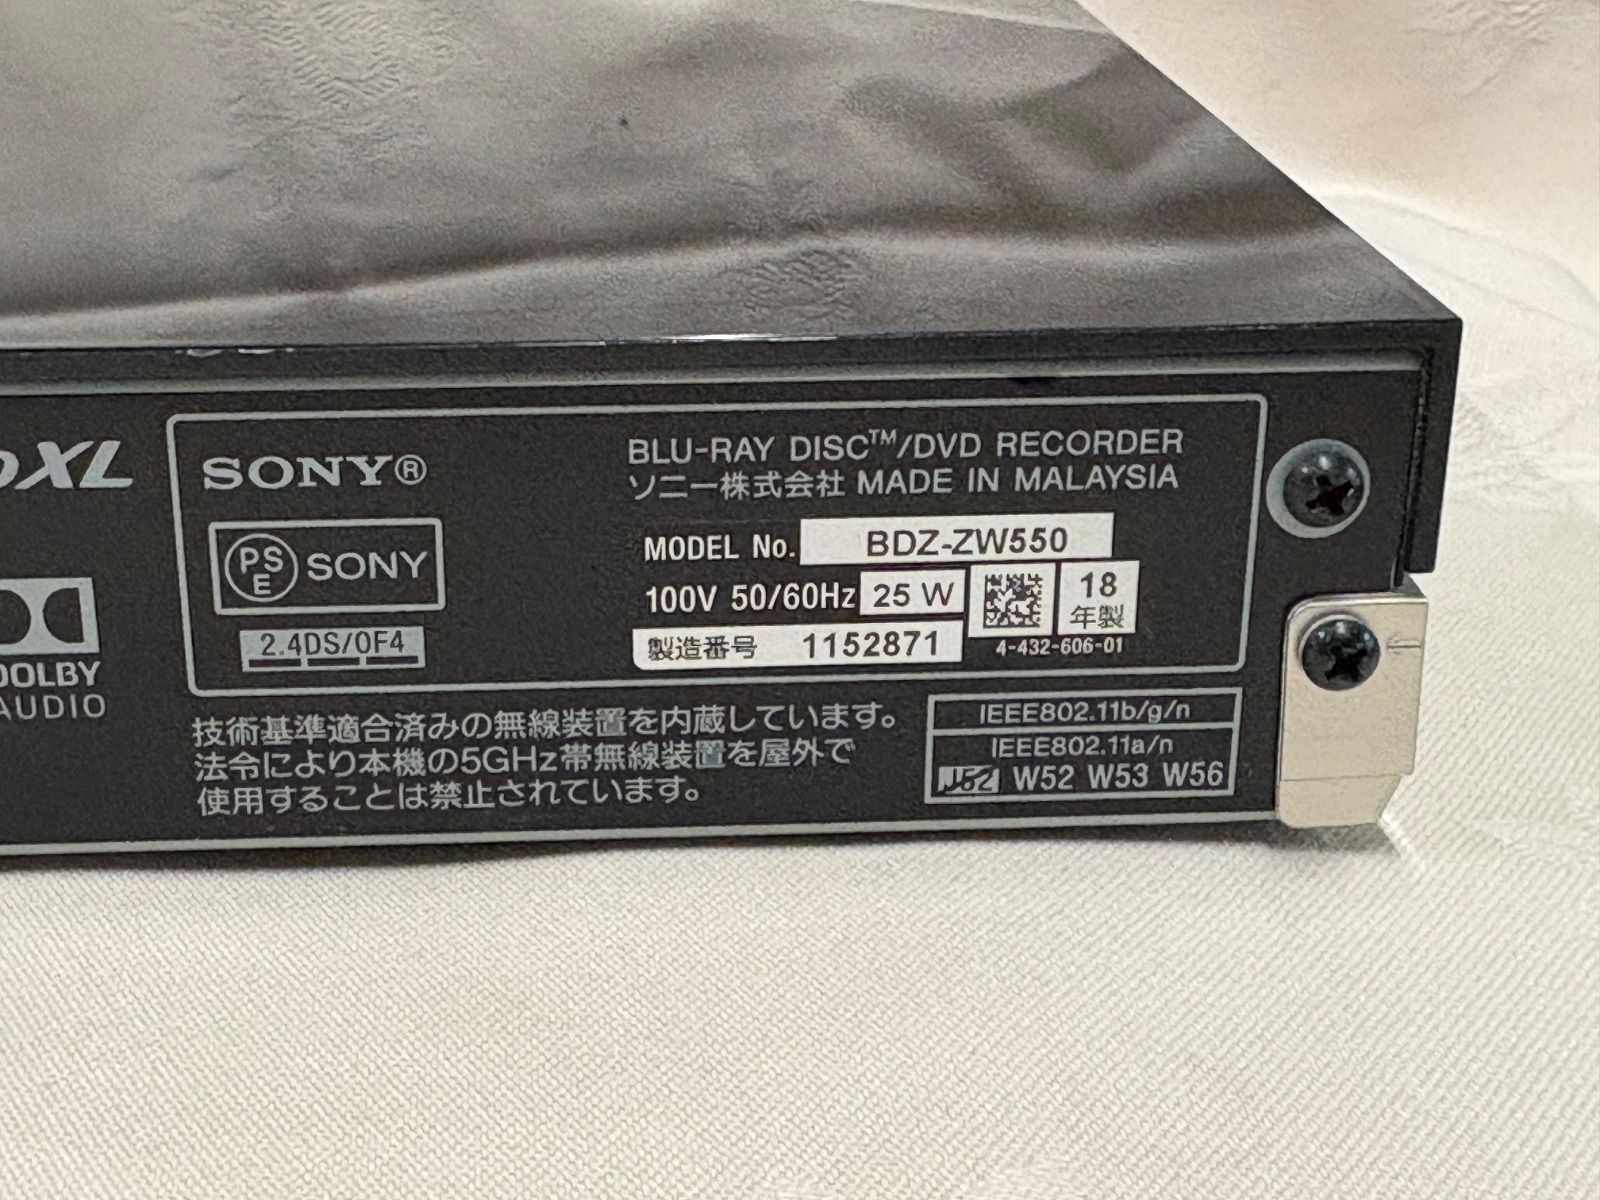 XL
SONY®
BLU-RAY DISC™/DVD RECORDER
ソニー株式会社 MADE IN MALAYSIA
PSE SONY
MODEL No. BDZ-ZW550
100V 50/60Hz 25 W
18
年製
2.4DS/OF4
製造番号 1152871
4-432-606-01
DOLBY
AUDIO
技術基準適合済みの無線装置を内蔵しています。
法令により本機の5GHz帯無線装置を屋外で
使用することは禁止されています。
IEEE802.11b/g/n
IEEE802.11a/n
J52 W52 W53 W56